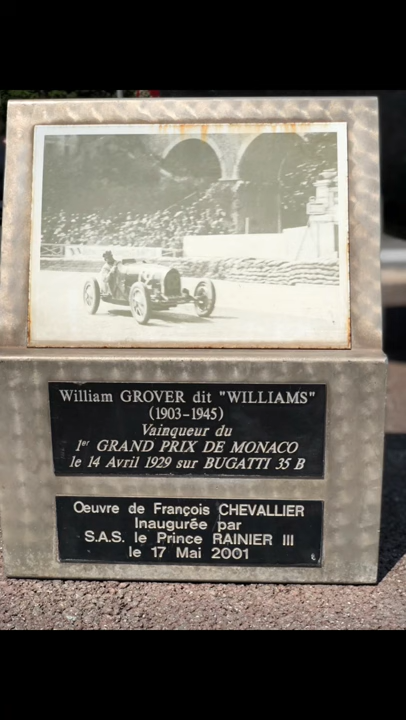 William GROVER dit "WILLIAMS"
(1903-1945)
Vainqueur du
1er GRAND PRIX DE MONACO
le 14 Avril 1929 sur BUGATTI 35 B
Œuvre de François CHEVALLIER
Inaugurée par
S.A.S. le Prince RAINIER III
le 17 Mai 2001